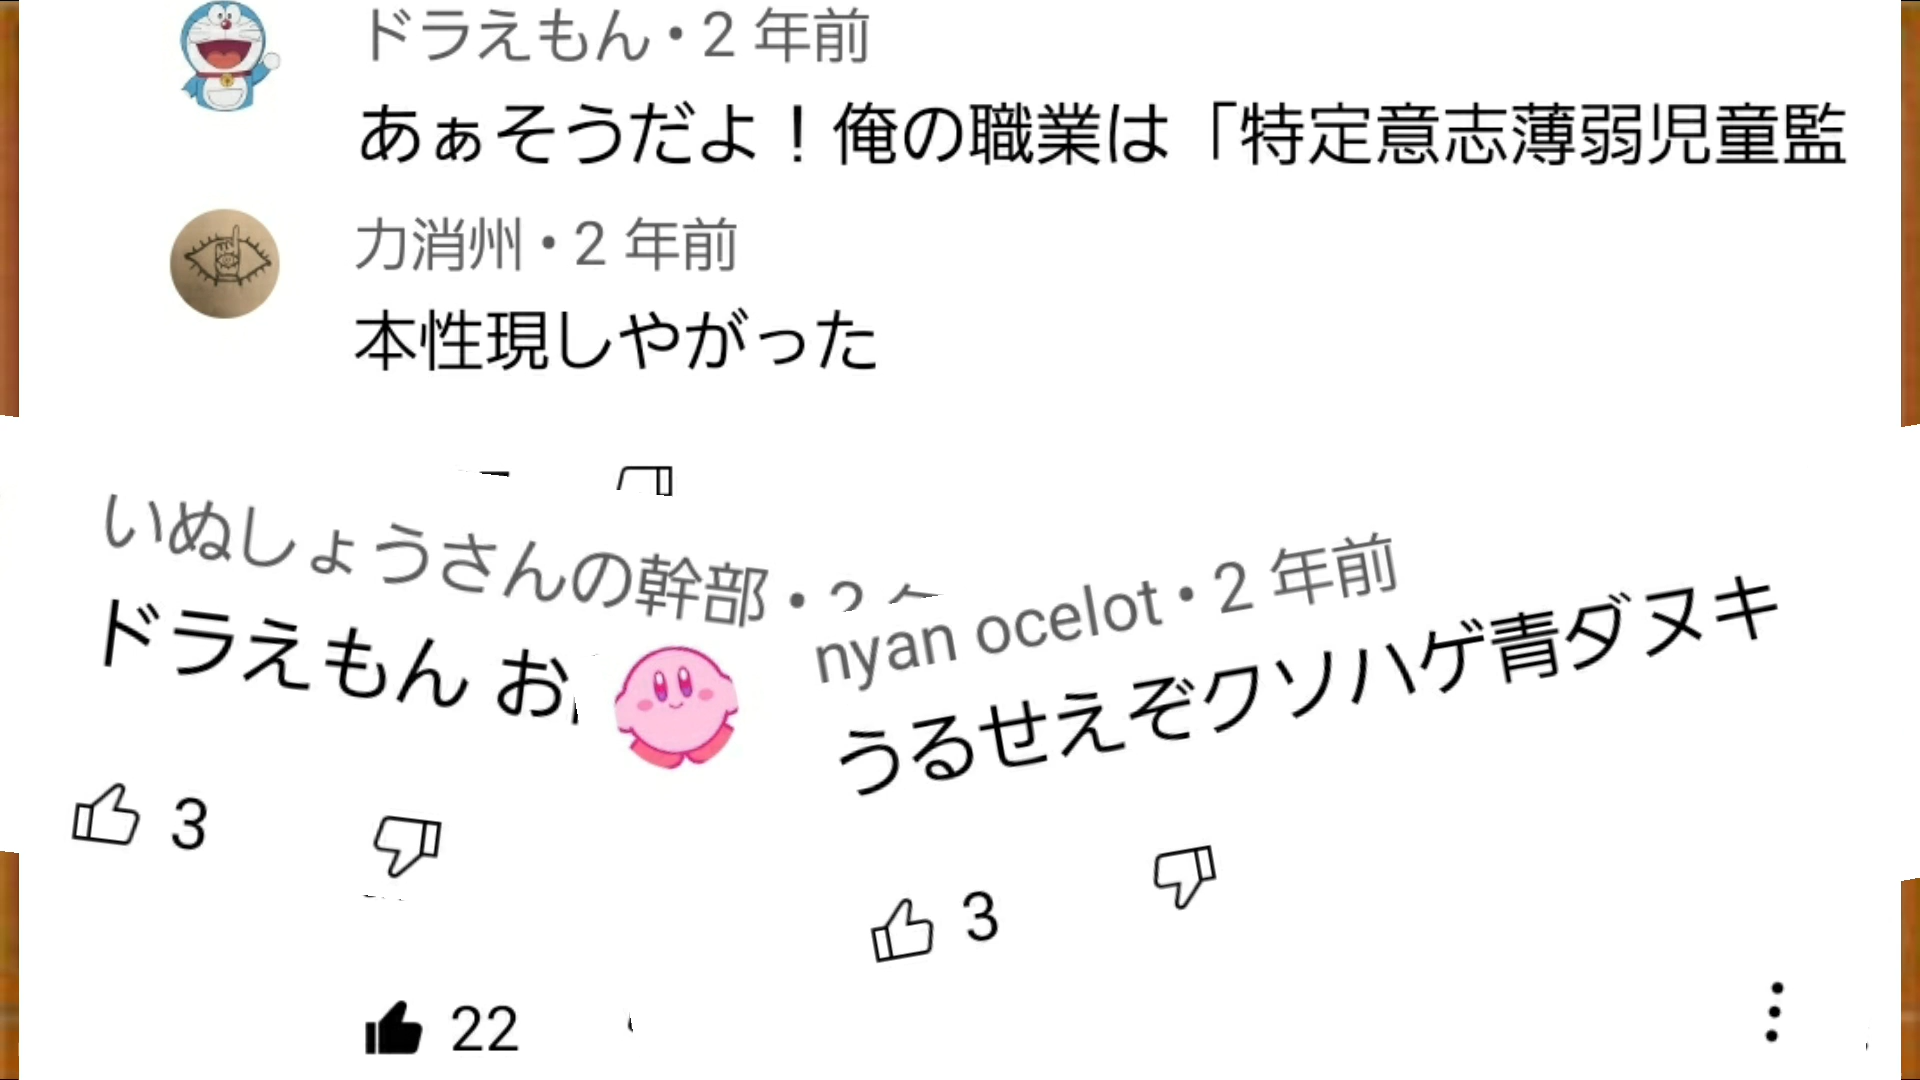 ドラえもん・2 年前
あぁそうだよ！俺の職業は「特定意志薄弱児童監
力消州・2 年前
本性現しやがった
いぬしょうさんの幹部・2
ドラえもん お
3
nyan ocelot・2 年前
うるせえぞクソハゲ青ダヌキ
3
22